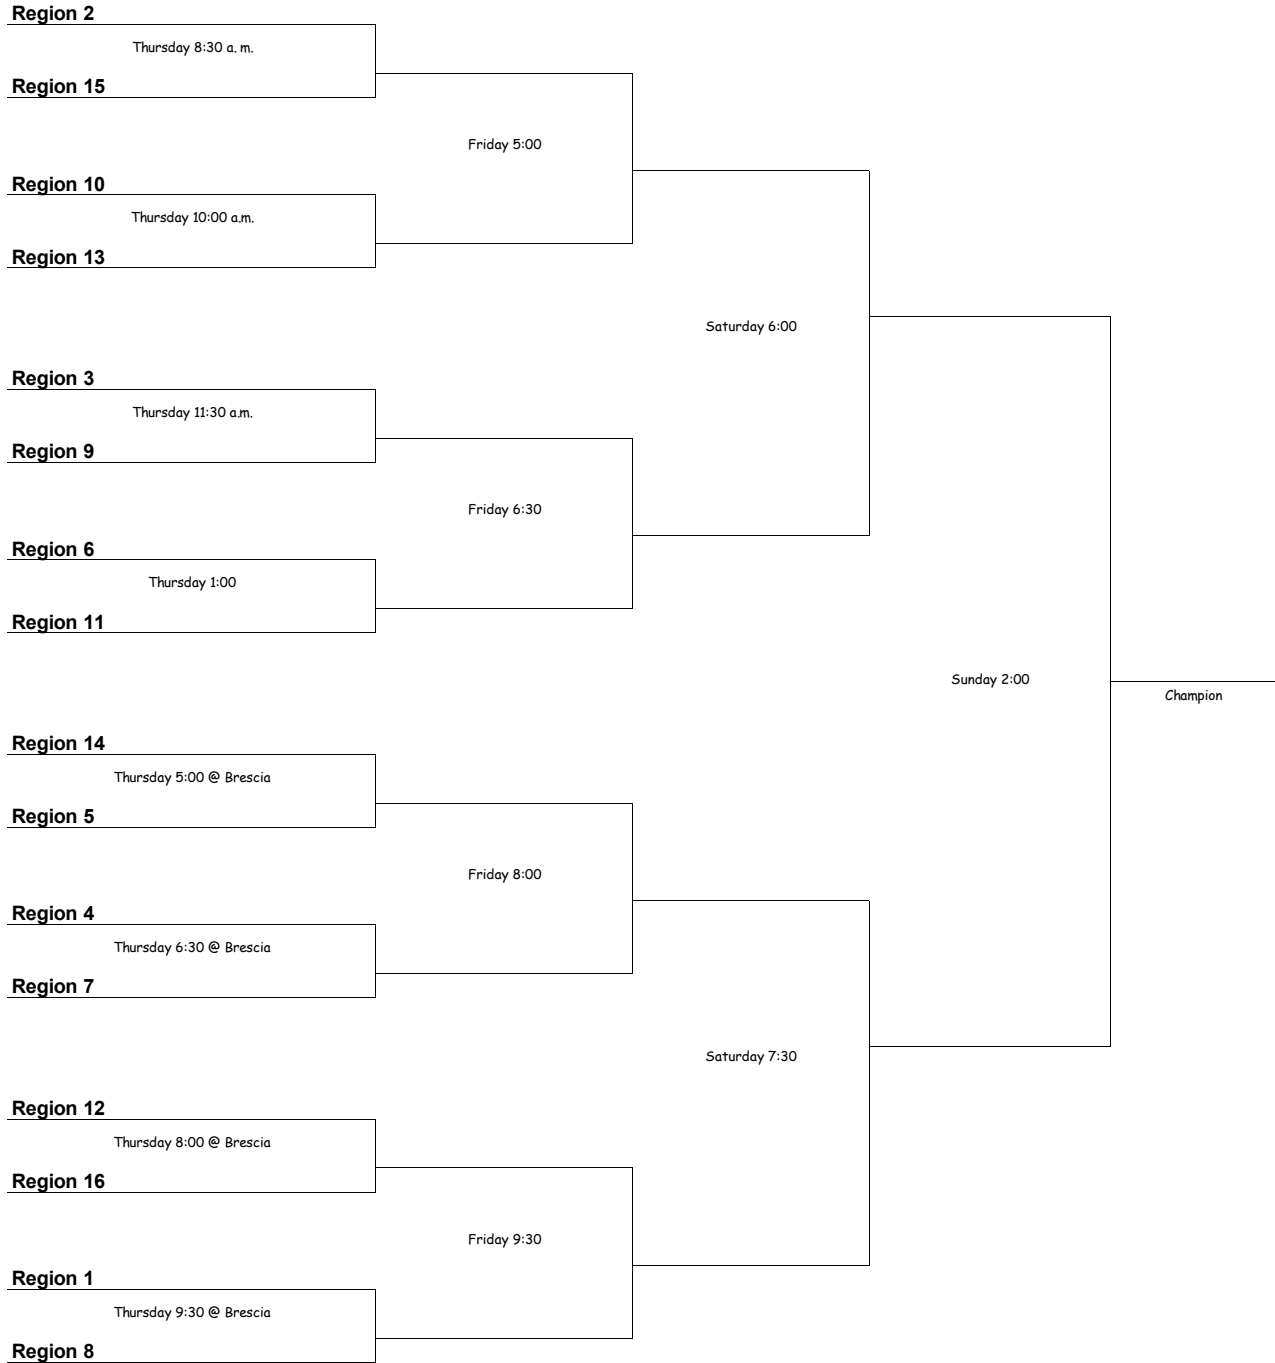 Region 2
Thursday 8:30 a. m.
Region 15
Friday 5:00
Region 10
Thursday 10:00 a.m.
Region 13
Saturday 6:00
Region 3
Thursday 11:30 a.m.
Region 9
Friday 6:30
Region 6
Thursday 1:00
Region 11
Sunday 2:00
Champion
Region 14
Thursday 5:00 @ Brescia
Region 5
Friday 8:00
Region 4
Thursday 6:30 @ Brescia
Region 7
Saturday 7:30
Region 12
Thursday 8:00 @ Brescia
Region 16
Friday 9:30
Region 1
Thursday 9:30 @ Brescia
Region 8